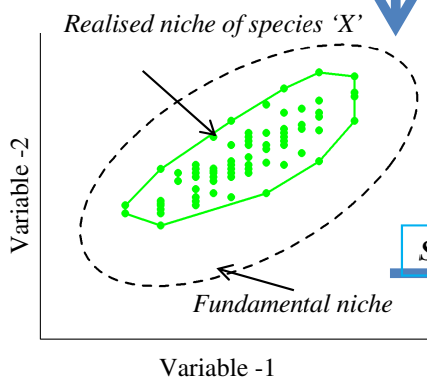 Realised niche of species ‘X’
Variable -2
S
Fundamental niche
Variable -1